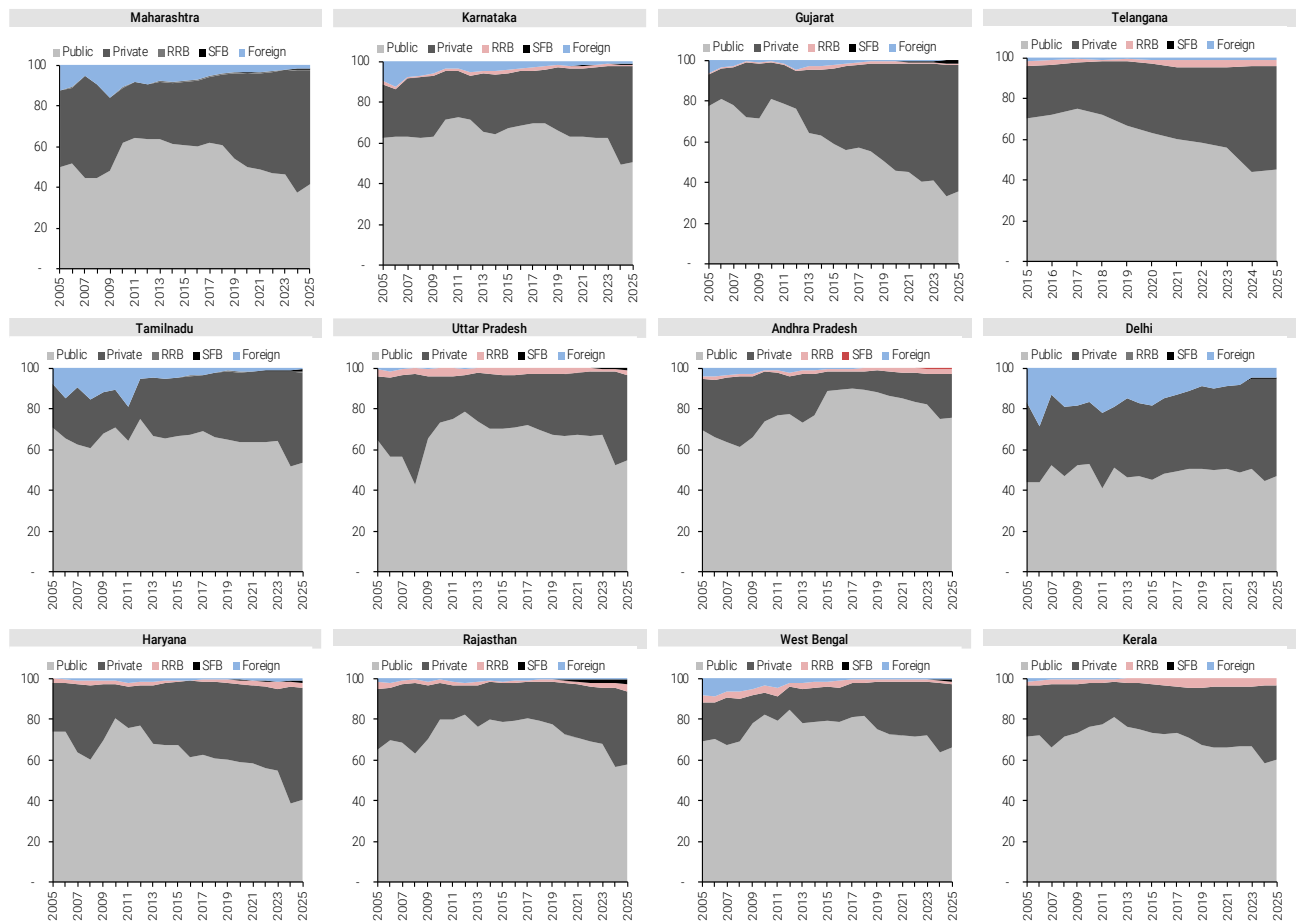 Maharashtra
Public Private RRB SFB Foreign
100
80
60
40
20
-
2005 2007 2009 2011 2013 2015 2017 2019 2021 2023 2025
Karnataka
Public Private RRB SFB Foreign
100
80
60
40
20
-
2005 2007 2009 2011 2013 2015 2017 2019 2021 2023 2025
Gujarat
Public Private RRB SFB Foreign
100
80
60
40
20
-
2005 2007 2009 2011 2013 2015 2017 2019 2021 2023 2025
Telangana
Public Private RRB SFB Foreign
100
80
60
40
20
-
2015 2016 2017 2018 2019 2020 2021 2022 2023 2024 2025
Tamilnadu
Public Private RRB SFB Foreign
100
80
60
40
20
-
2005 2007 2009 2011 2013 2015 2017 2019 2021 2023 2025
Uttar Pradesh
Public Private RRB SFB Foreign
100
80
60
40
20
-
2005 2007 2009 2011 2013 2015 2017 2019 2021 2023 2025
Andhra Pradesh
Public Private RRB SFB Foreign
100
80
60
40
20
-
2005 2007 2009 2011 2013 2015 2017 2019 2021 2023 2025
Delhi
Public Private RRB SFB Foreign
100
80
60
40
20
-
2005 2007 2009 2011 2013 2015 2017 2019 2021 2023 2025
Haryana
Public Private RRB SFB Foreign
100
80
60
40
20
-
2005 2007 2009 2011 2013 2015 2017 2019 2021 2023 2025
Rajasthan
Public Private RRB SFB Foreign
100
80
60
40
20
-
2005 2007 2009 2011 2013 2015 2017 2019 2021 2023 2025
West Bengal
Public Private RRB SFB Foreign
100
80
60
40
20
-
2005 2007 2009 2011 2013 2015 2017 2019 2021 2023 2025
Kerala
Public Private RRB SFB Foreign
100
80
60
40
20
-
2005 2007 2009 2011 2013 2015 2017 2019 2021 2023 2025